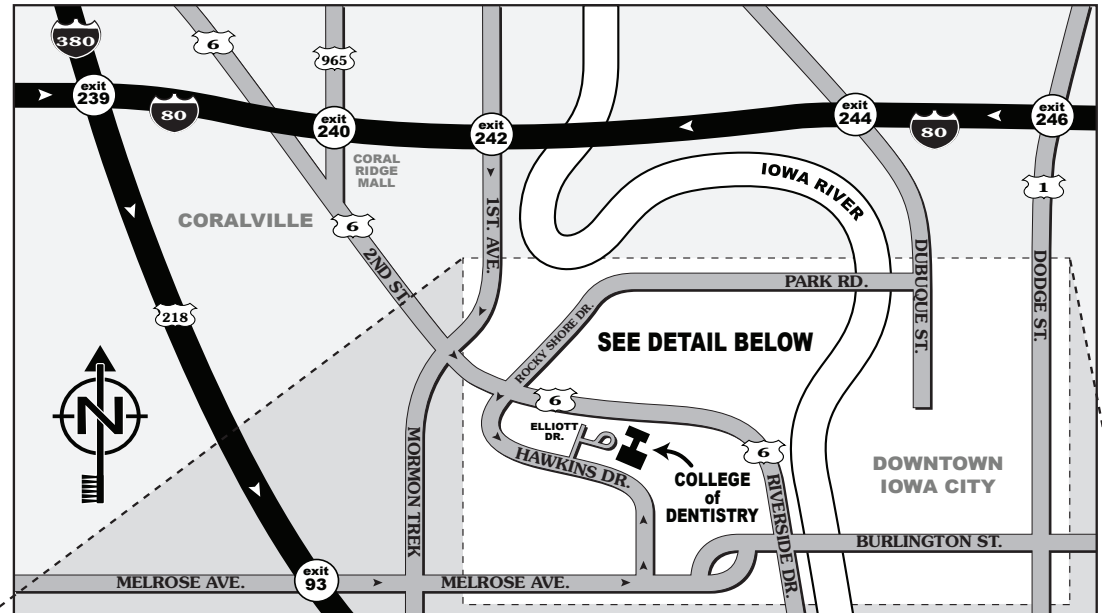 380
6
965
exit
239
80
exit
240
exit
242
exit
244
80
exit
246
CORAL
RIDGE
MALL
1
IOWA RIVER
CORALVILLE
6
1ST. AVE.
2ND ST.
DUBUQUE ST.
DODGE ST.
PARK RD.
218
ROCKY SHORE DR.
SEE DETAIL BELOW
N
6
ELLIOTT
DR.
HAWKINS DR.
6
COLLEGE
of
DENTISTRY
DOWNTOWN
IOWA CITY
MORMON TREK
RIVERSIDE DR.
BURLINGTON ST.
MELROSE AVE.
exit
93
MELROSE AVE.